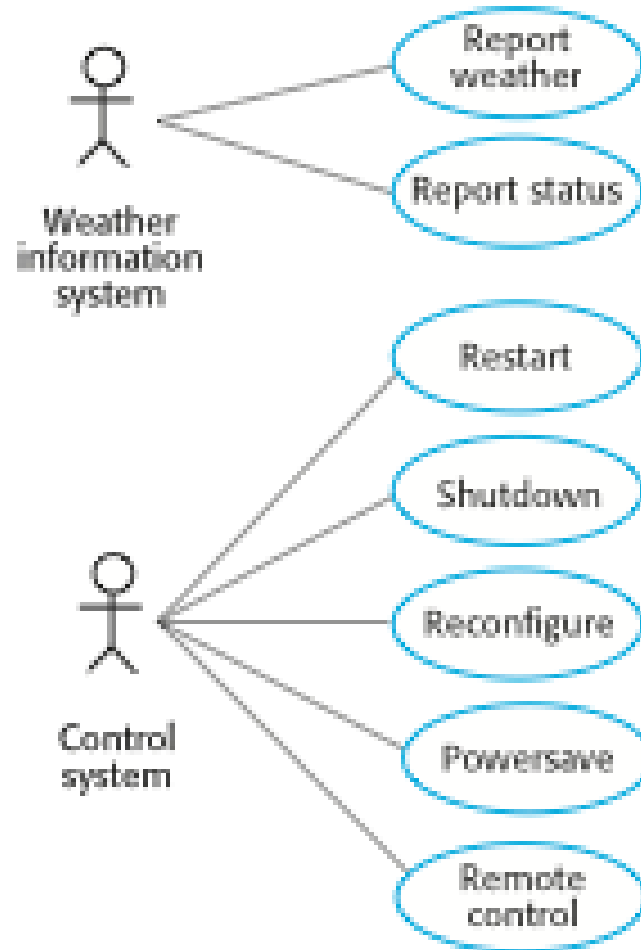 Report
weather
Report status
Weather
information
system
Restart
Shutdown
Reconfigure
Control
system
Powersave
Remote
control